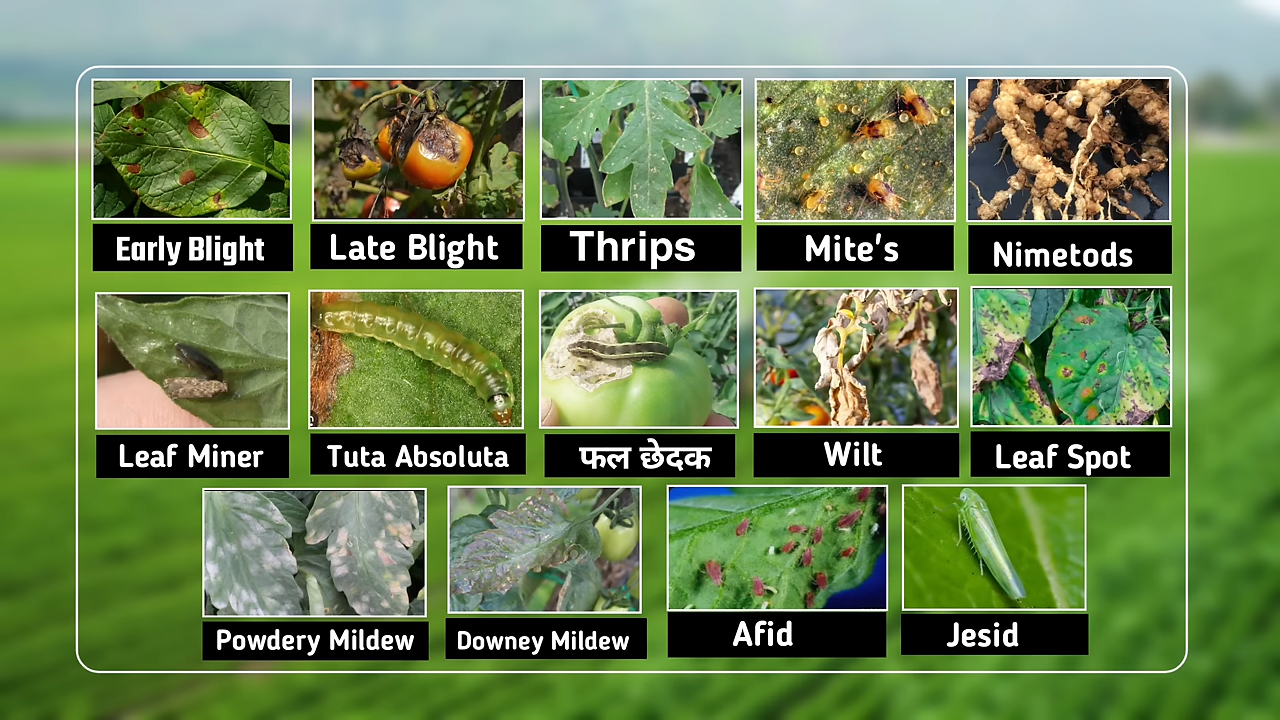 Early Blight
Late Blight
Thrips
Mite's
Nimetods
Leaf Miner
Tuta Absoluta
फल छेदक
Wilt
Leaf Spot
Powdery Mildew
Downey Mildew
Afid
Jesid